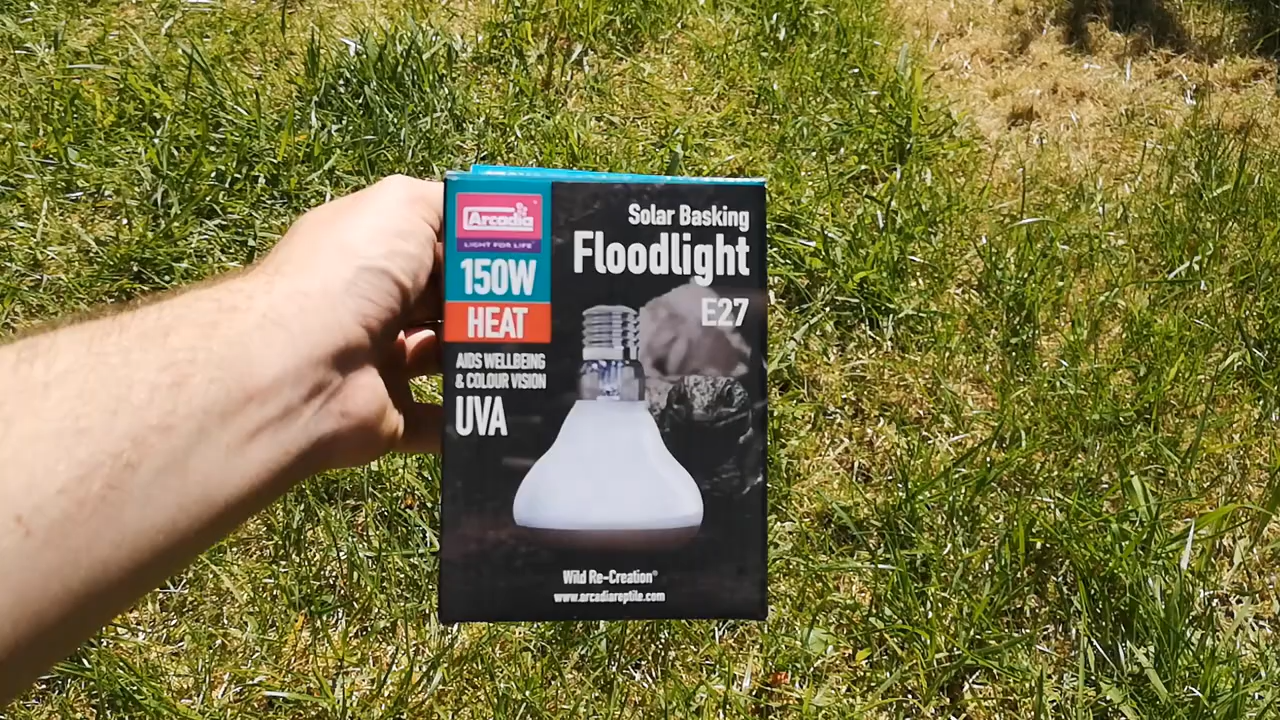 Arcadia
LIGHT FOR LIFE
150W
HEAT
AIDS WELLBEING
& COLOUR VISION
UVA
Solar Basking
Floodlight
E27
Wild Re-Creation®
www.arcadiareptile.com